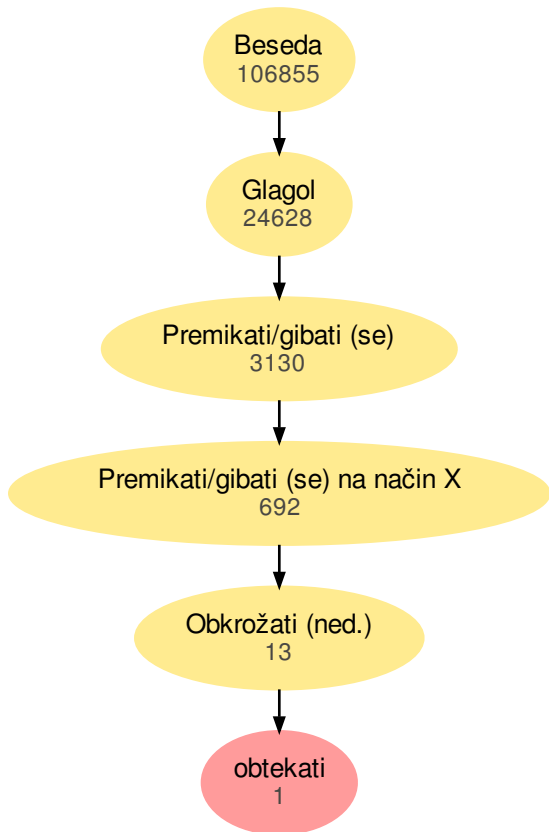 Beseda
106855
Glagol
24628
Premikati/gibati (se)
3130
Premikati/gibati (se) na način X
692
Obkrožati (ned.)
13
obtekati
1